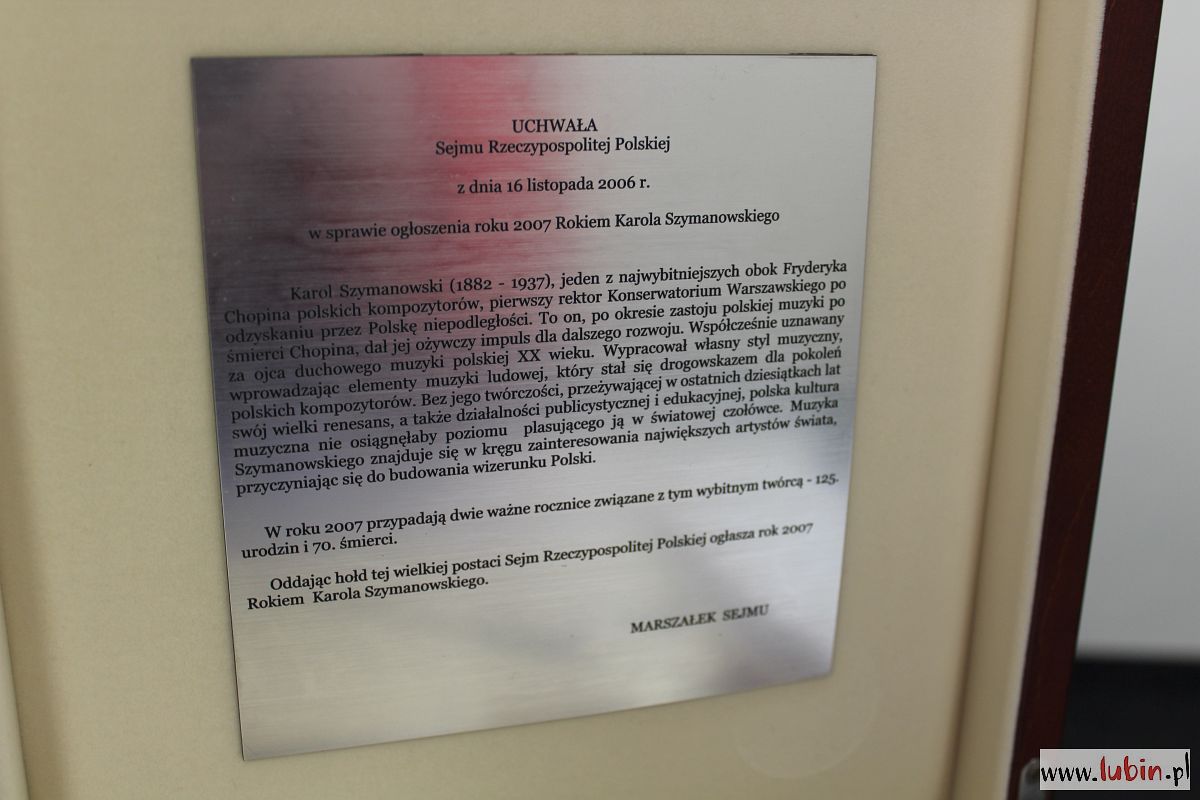 UCHWAŁA
Sejmu Rzeczypospolitej Polskiej
z dnia 16 listopada 2006 r.
w sprawie ogłoszenia roku 2007 Rokiem Karola Szymanowskiego
Karol Szymanowski (1882 - 1937), jeden z najwybitniejszych obok Fryderyka
Chopina polskich kompozytorów, pierwszy rektor Konserwatorium Warszawskiego po
odzyskaniu przez Polskę niepodległości. To on, po okresie zastoju polskiej muzyki po
śmierci Chopina, dał jej ożywczy impuls dla dalszego rozwoju. Współcześnie uznawany
za ojca duchowego muzyki polskiej XX wieku. Wypracował własny styl muzyczny,
wprowadzając elementy muzyki ludowej, który stał się drogowskazem dla pokoleń
polskich kompozytorów. Bez jego twórczości, przeżywającej w ostatnich dziesiątkach lat
swój wielki renesans, a także działalności publicystycznej i edukacyjnej, polska kultura
muzyczna nie osiągnęłaby poziomu plasującego ją w światowej czołówce. Muzyka
Szymanowskiego znajduje się w kręgu zainteresowania największych artystów świata,
przyczyniając się do budowania wizerunku Polski.
W roku 2007 przypadają dwie ważne rocznice związane z tym wybitnym twórcą - 125.
urodzin i 70. śmierci.
Oddając hołd tej wielkiej postaci Sejm Rzeczypospolitej Polskiej ogłasza rok 2007
Rokiem Karola Szymanowskiego.
MARSZAŁEK SEJMU
www.lubin.pl